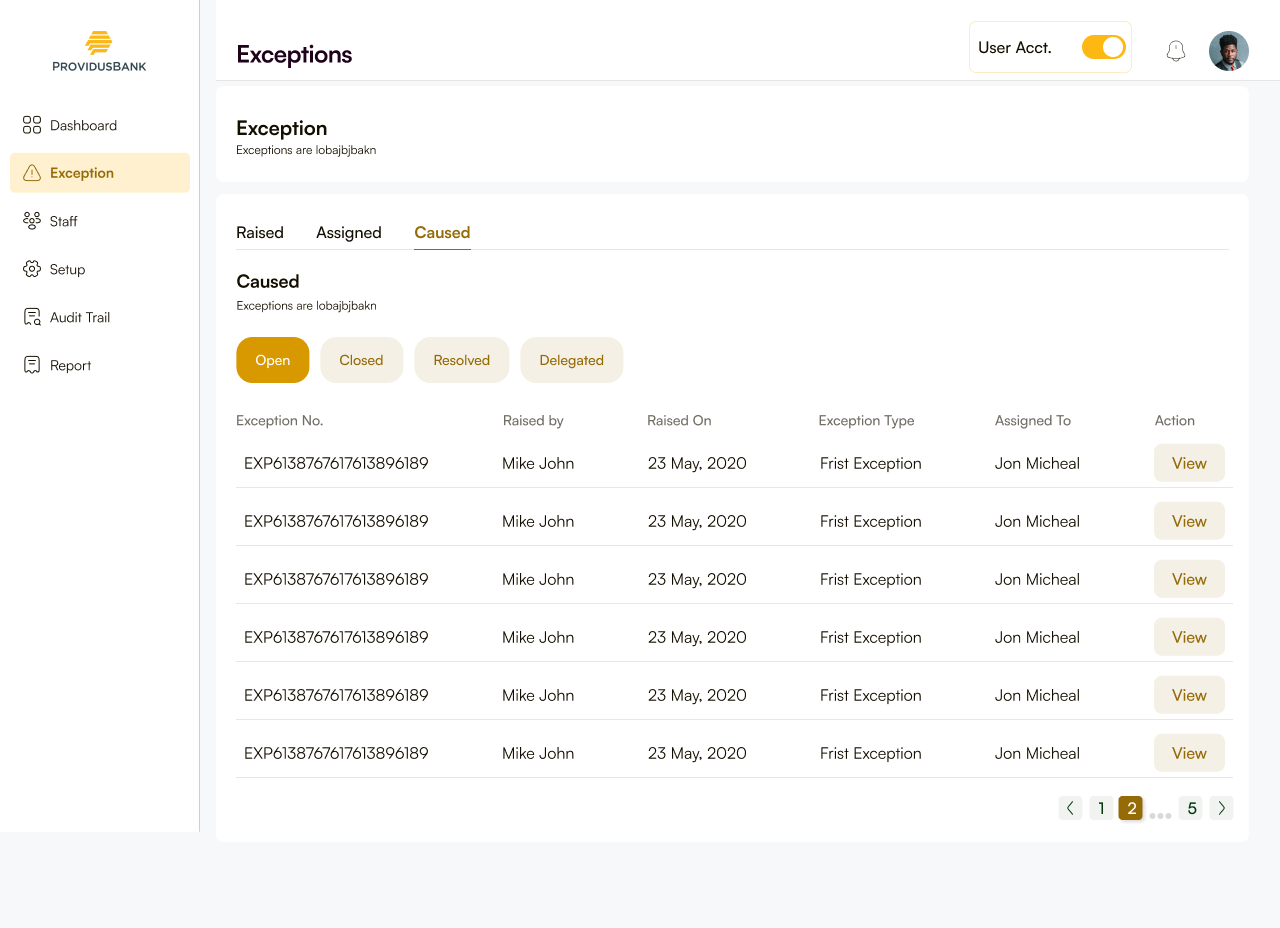 PROVIDUSBANK
Dashboard
Exception
Staff
Setup
Audit Trail
Report
Exceptions
User Acct.
Exception
Exceptions are lobajbjbakn
Raised Assigned Caused
Caused
Exceptions are lobajbjbakn
Open Closed Resolved Delegated
Exception No. Raised by Raised On Exception Type Assigned To Action
EXP6138767617613896189 Mike John 23 May, 2020 Frist Exception Jon Micheal View
EXP6138767617613896189 Mike John 23 May, 2020 Frist Exception Jon Micheal View
EXP6138767617613896189 Mike John 23 May, 2020 Frist Exception Jon Micheal View
EXP6138767617613896189 Mike John 23 May, 2020 Frist Exception Jon Micheal View
EXP6138767617613896189 Mike John 23 May, 2020 Frist Exception Jon Micheal View
EXP6138767617613896189 Mike John 23 May, 2020 Frist Exception Jon Micheal View
1 2 ... 5